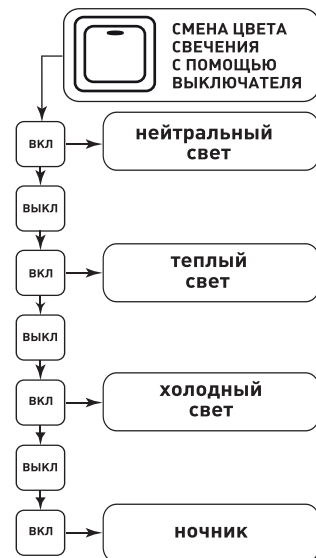 СМЕНА ЦВЕТА
СВЕЧЕНИЯ
С ПОМОЩЬЮ
ВЫКЛЮЧАТЕЛЯ
ВКЛ
нейтральный
свет
ВЫКЛ
ВКЛ
теплый
свет
ВЫКЛ
ВКЛ
холодный
свет
ВЫКЛ
ВКЛ
ночник